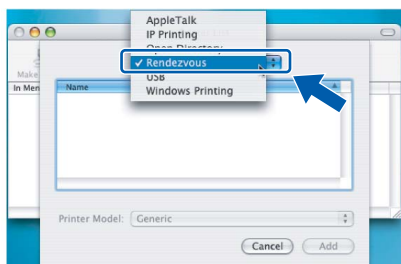 AppleTalk
IP Printing
Open Directory
✓ Rendezvous
USB
Windows Printing
Make
In Men
Name
Printer Model: Generic
Cancel
Add